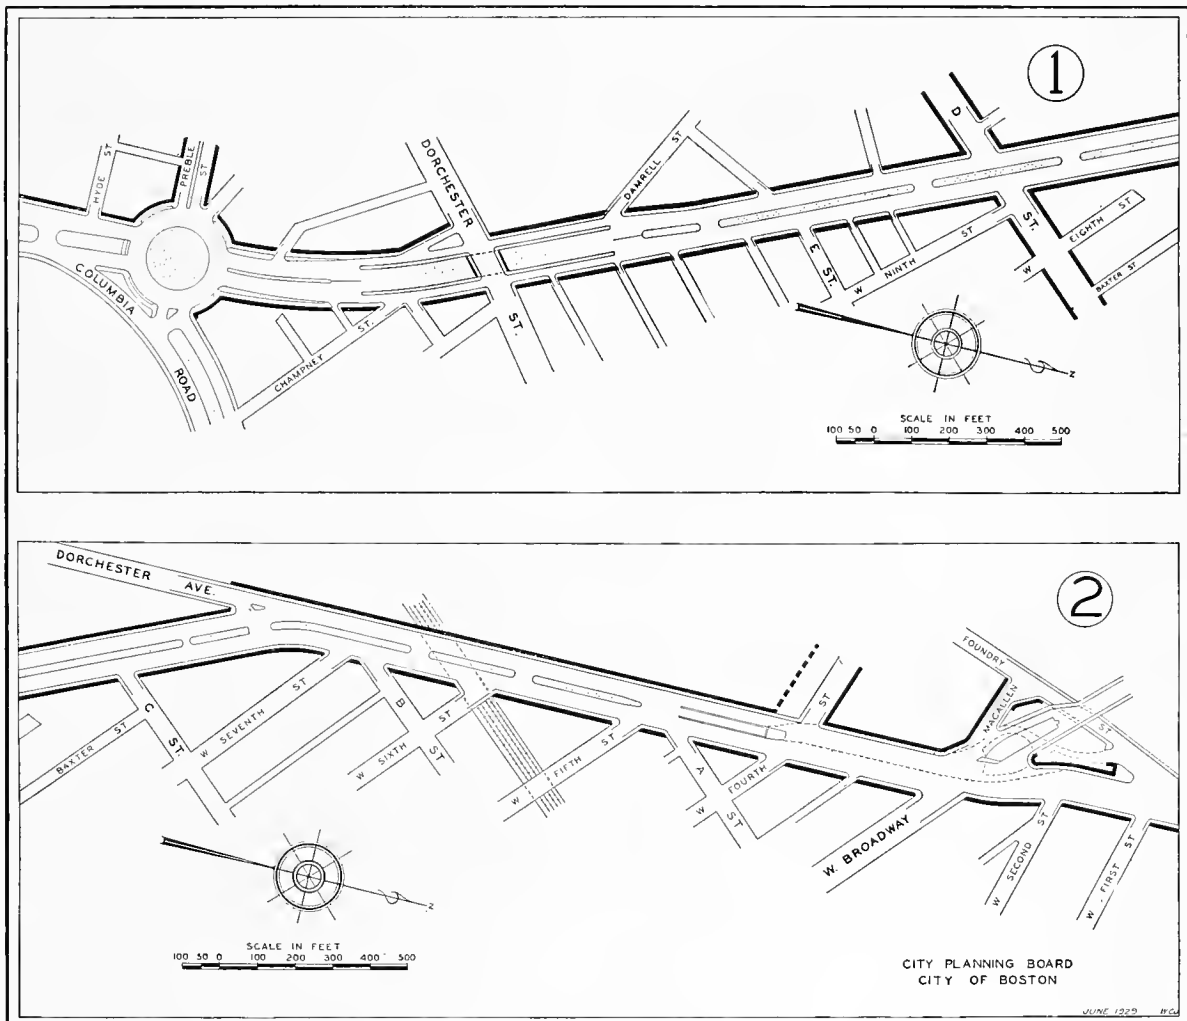 1
HYDE ST
PREBLE ST
DORCHESTER ST.
DAMRELL ST
D ST.
COLUMBIA ROAD
CHAMPNEY ST.
E ST.
W NINTH ST
W EIGHTH ST
BAXTER ST
Z
SCALE IN FEET
100 50 0 100 200 300 400 500
2
DORCHESTER AVE.
BAXTER ST
C ST.
W SEVENTH ST
W SIXTH ST
B ST
W FIFTH ST
A ST
W FOURTH
ST
W. BROADWAY
MACALLEN
FOUNDRY ST
W SECOND ST
W FIRST ST
Z
SCALE IN FEET
100 50 0 100 200 300 400 500
CITY PLANNING BOARD
CITY OF BOSTON
JUNE 1929 WCJ